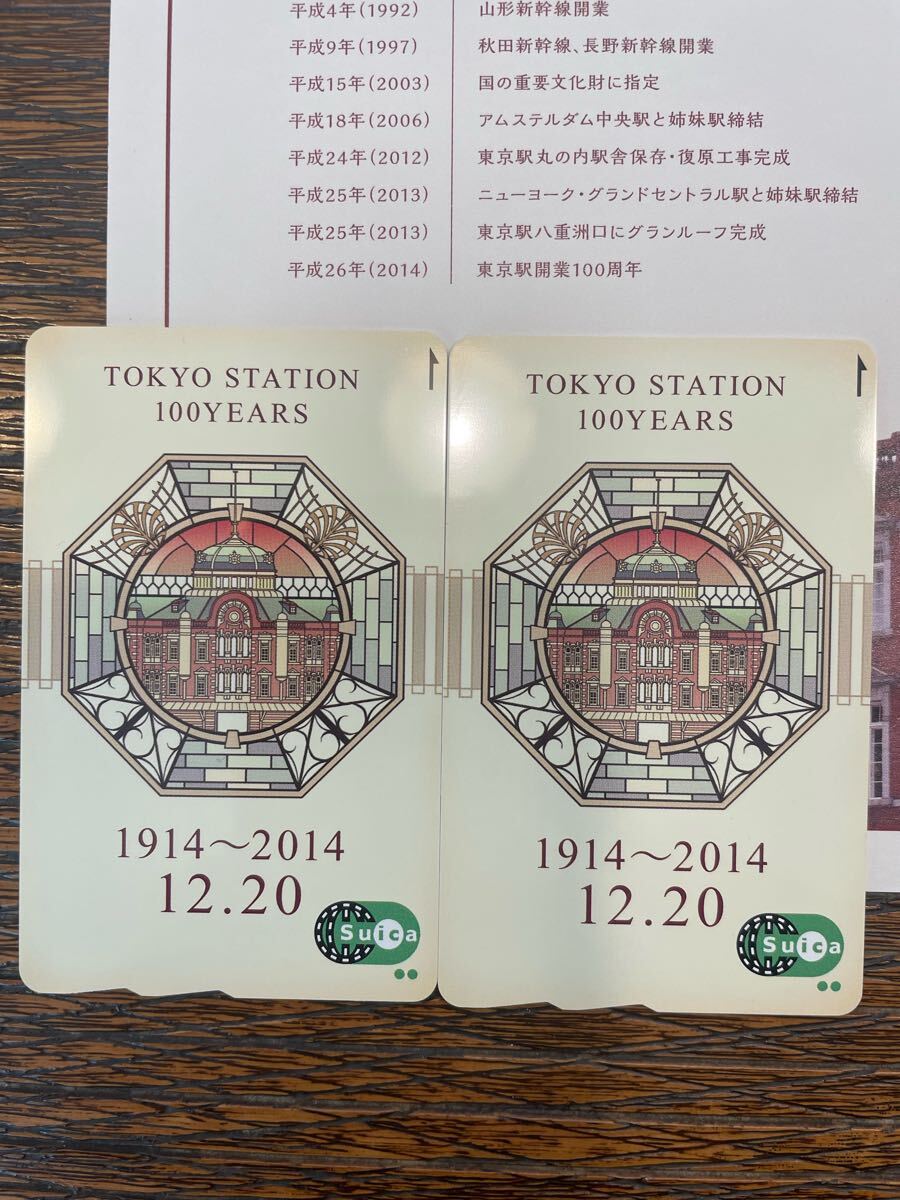 平成4年(1992) 山形新幹線開業
平成9年(1997) 秋田新幹線、長野新幹線開業
平成15年(2003) 国の重要文化財に指定
平成18年(2006) アムステルダム中央駅と姉妹駅締結
平成24年(2012) 東京駅丸の内駅舎保存・復原工事完成
平成25年(2013) ニューヨーク・グランドセントラル駅と姉妹駅締結
平成25年(2013) 東京駅八重洲口にグランルーフ完成
平成26年(2014) 東京駅開業100周年
TOKYO STATION
100YEARS
1914～2014
12.20
Suica
TOKYO STATION
100YEARS
1914～2014
12.20
Suica